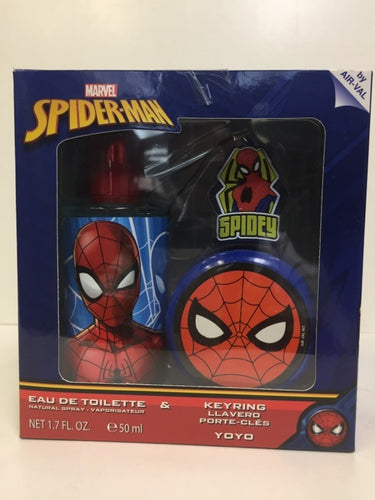 MARVEL
SPIDER-MAN
by
AIR-VAL
SPIDEY
EAU DE TOILETTE
NATURAL SPRAY - VAPORISATEUR
&
KEYRING
LLAVERO
PORTE-CLÉS
NET 1.7 FL. OZ. ℮50 ml
YOYO